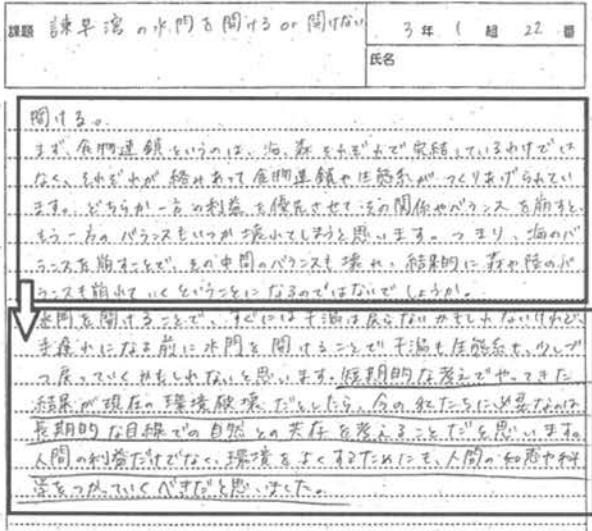 課題 諫早湾の水門を開ける or 開けない
3年 1組 22番
氏名
開ける。
まず、食物連鎖というのは、海、森それぞれで完結しているわけでは
なく、それぞれが絡みあって食物連鎖や生態系がつくりあげられてい
ます。どちらか一方の利益を優先させてその関係やバランスを崩すと、
もう一方のバランスもいつか壊れてしまうと思います。つまり、海のバ
ランスを崩すことで、その中間のバランスも壊れ、結果的に森や陸のバ
ランスも崩れていくということになるのではないでしょうか。
水門を開けることで、すぐには干潟は戻らないかもしれないけれど、
手遅れになる前に水門を開けることで干潟も生態系も、少しず
つ戻っていくかもしれないと思います。短期的な考えでやってきた
結果が現在の環境破壊だとしたら、今の私たちに必要なのは
長期的な目線での自然との共存を考えることだと思います。
人間の利益だけでなく、環境をよくするためにも、人間の知恵や科
学をつかっていくべきだと思いました。